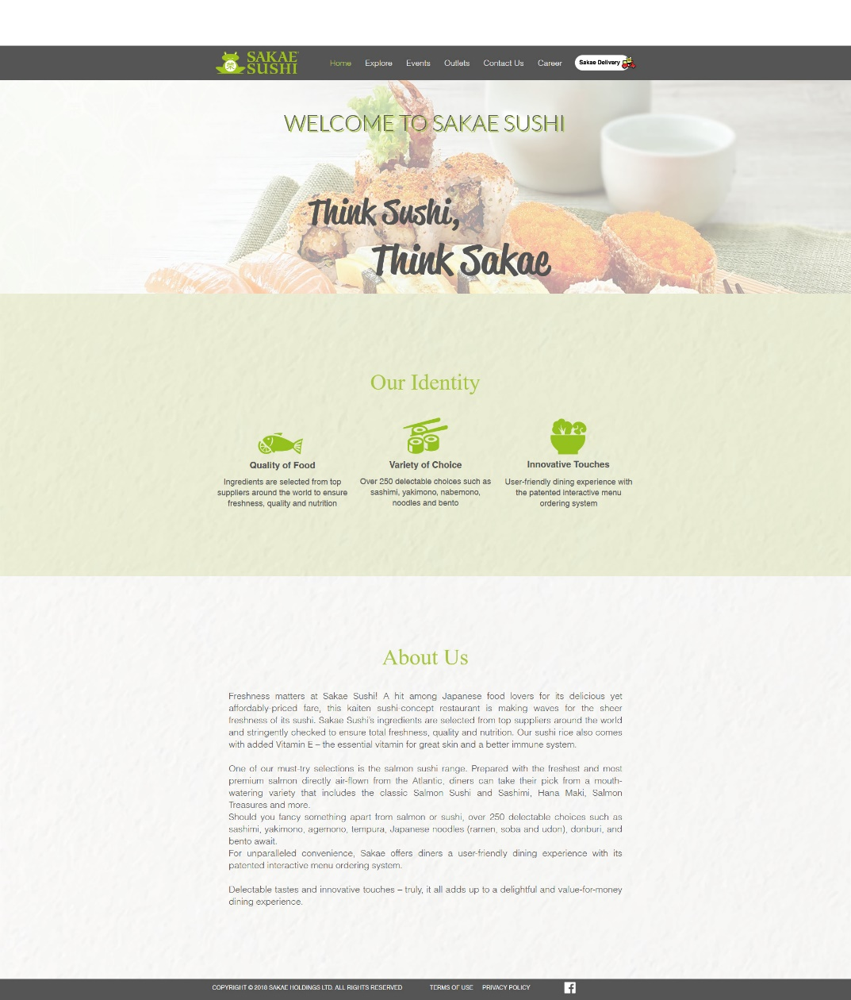 SAKAE
SUSHI
Home Explore Events Outlets Contact Us Career Sakae Delivery
WELCOME TO SAKAE SUSHI
Think Sushi,
Think Sakae
Our Identity
Quality of Food
Ingredients are selected from top
suppliers around the world to ensure
freshness, quality and nutrition
Variety of Choice
Over 250 delectable choices such as
sashimi, yakimono, nabemono,
noodles and bento
Innovative Touches
User-friendly dining experience with
the patented interactive menu
ordering system
About Us
Freshness matters at Sakae Sushi! A hit among Japanese food lovers for its delicious yet
affordably-priced fare, this kaiten sushi-concept restaurant is making waves for the sheer
freshness of its sushi. Sakae Sushi's ingredients are selected from top suppliers around the world
and stringently checked to ensure total freshness, quality and nutrition. Our sushi rice also comes
with added Vitamin E – the essential vitamin for great skin and a better immune system.
One of our must-try selections is the salmon sushi range. Prepared with the freshest and most
premium salmon directly air-flown from the Atlantic, diners can take their pick from a mouth-
watering variety that includes the classic Salmon Sushi and Sashimi, Hana Maki, Salmon
Treasures and more.
Should you fancy something apart from salmon or sushi, over 250 delectable choices such as
sashimi, yakimono, agemono, tempura, Japanese noodles (ramen, soba and udon), donburi, and
bento await.
For unparalleled convenience, Sakae offers diners a user-friendly dining experience with its
patented interactive menu ordering system.
Delectable tastes and innovative touches – truly, it all adds up to a delightful and value-for-money
dining experience.
COPYRIGHT © 2018 SAKAE HOLDINGS LTD. ALL RIGHTS RESERVED TERMS OF USE PRIVACY POLICY